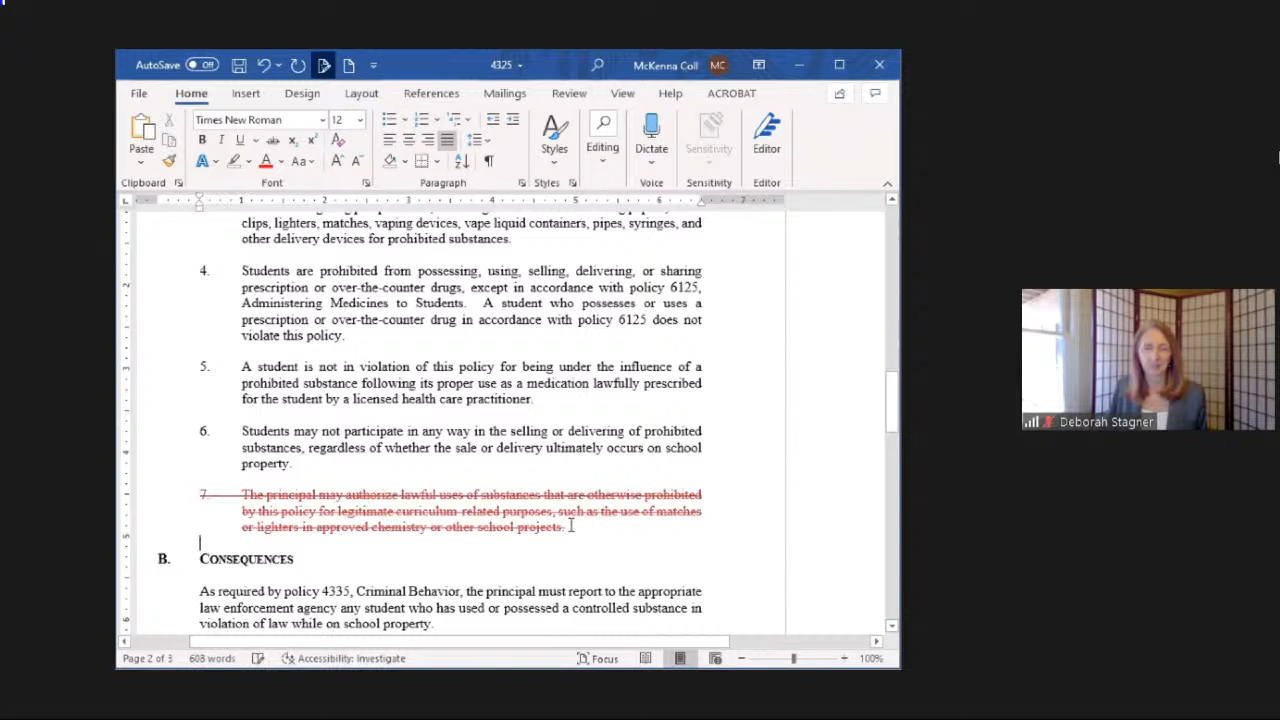 AutoSave Off 4325 McKenna Coll MC
File Home Insert Design Layout References Mailings Review View Help ACROBAT
Times New Roman 12
Paste Styles Editing Dictate Sensitivity Editor
Clipboard Font Paragraph Styles Voice Sensitivity Editor
clips, lighters, matches, vaping devices, vape liquid containers, pipes, syringes, and
other delivery devices for prohibited substances.
4. Students are prohibited from possessing, using, selling, delivering, or sharing
prescription or over-the-counter drugs, except in accordance with policy 6125,
Administering Medicines to Students. A student who possesses or uses a
prescription or over-the-counter drug in accordance with policy 6125 does not
violate this policy.
5. A student is not in violation of this policy for being under the influence of a
prohibited substance following its proper use as a medication lawfully prescribed
for the student by a licensed health care practitioner.
6. Students may not participate in any way in the selling or delivering of prohibited
substances, regardless of whether the sale or delivery ultimately occurs on school
property.
7. The principal may authorize lawful uses of substances that are otherwise prohibited
by this policy for legitimate curriculum-related purposes, such as the use of matches
or lighters in approved chemistry or other school projects.
B. CONSEQUENCES
As required by policy 4335, Criminal Behavior, the principal must report to the appropriate
law enforcement agency any student who has used or possessed a controlled substance in
violation of law while on school property.
Page 2 of 3 608 words Accessibility: Investigate Focus 100%
Deborah Stagner